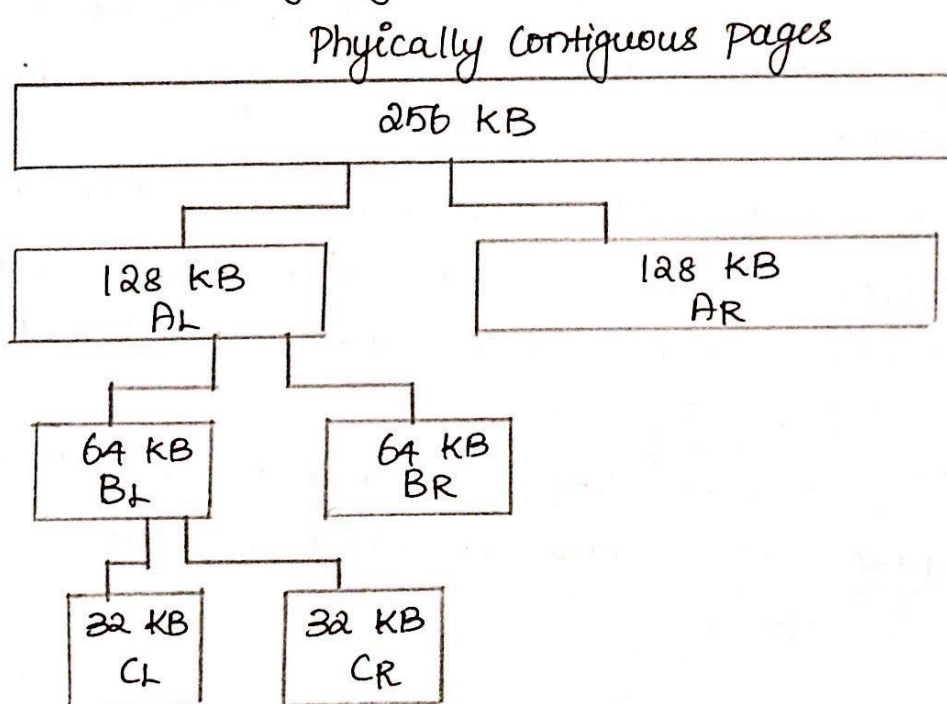 Phyically Contiguous pages
256 KB
128 KB
AL
128 KB
AR
64 KB
BL
64 KB
BR
32 KB
CL
32 KB
CR